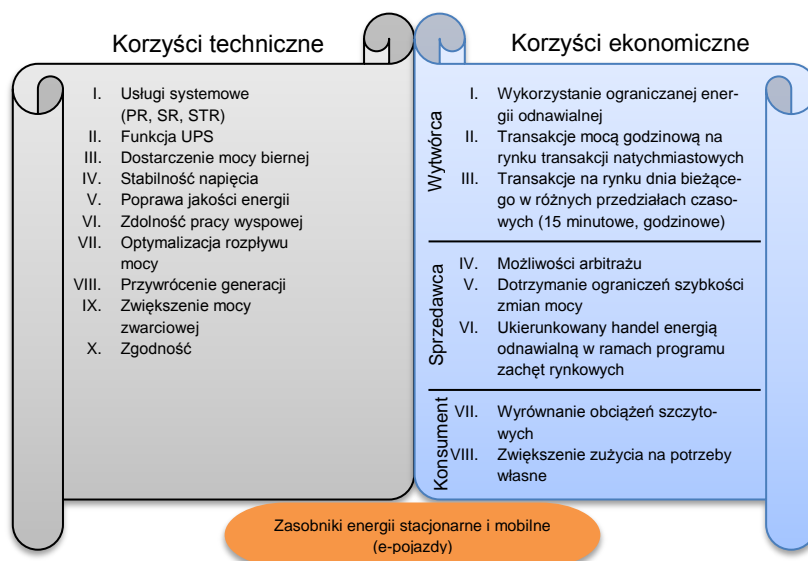 Korzyści techniczne
I. Usługi systemowe
(PR, SR, STR)
II. Funkcja UPS
III. Dostarczenie mocy biernej
IV. Stabilność napięcia
V. Poprawa jakości energii
VI. Zdolność pracy wyspowej
VII. Optymalizacja rozpływu
mocy
VIII. Przywrócenie generacji
IX. Zwiększenie mocy
zwarciowej
X. Zgodność
Korzyści ekonomiczne
Wytwórca
I. Wykorzystanie ograniczanej ener-
gii odnawialnej
II. Transakcje mocą godzinową na
rynku transakcji natychmiastowych
III. Transakcje na rynku dnia bieżące-
go w różnych przedziałach czaso-
wych (15 minutowe, godzinowe)
Sprzedawca
IV. Możliwości arbitrażu
V. Dotrzymanie ograniczeń szybkości
zmian mocy
VI. Ukierunkowany handel energią
odnawialną w ramach programu
zachęt rynkowych
Konsument
VII. Wyrównanie obciążeń szczyto-
wych
VIII. Zwiększenie zużycia na potrzeby
własne
Zasobniki energii stacjonarne i mobilne
(e-pojazdy)